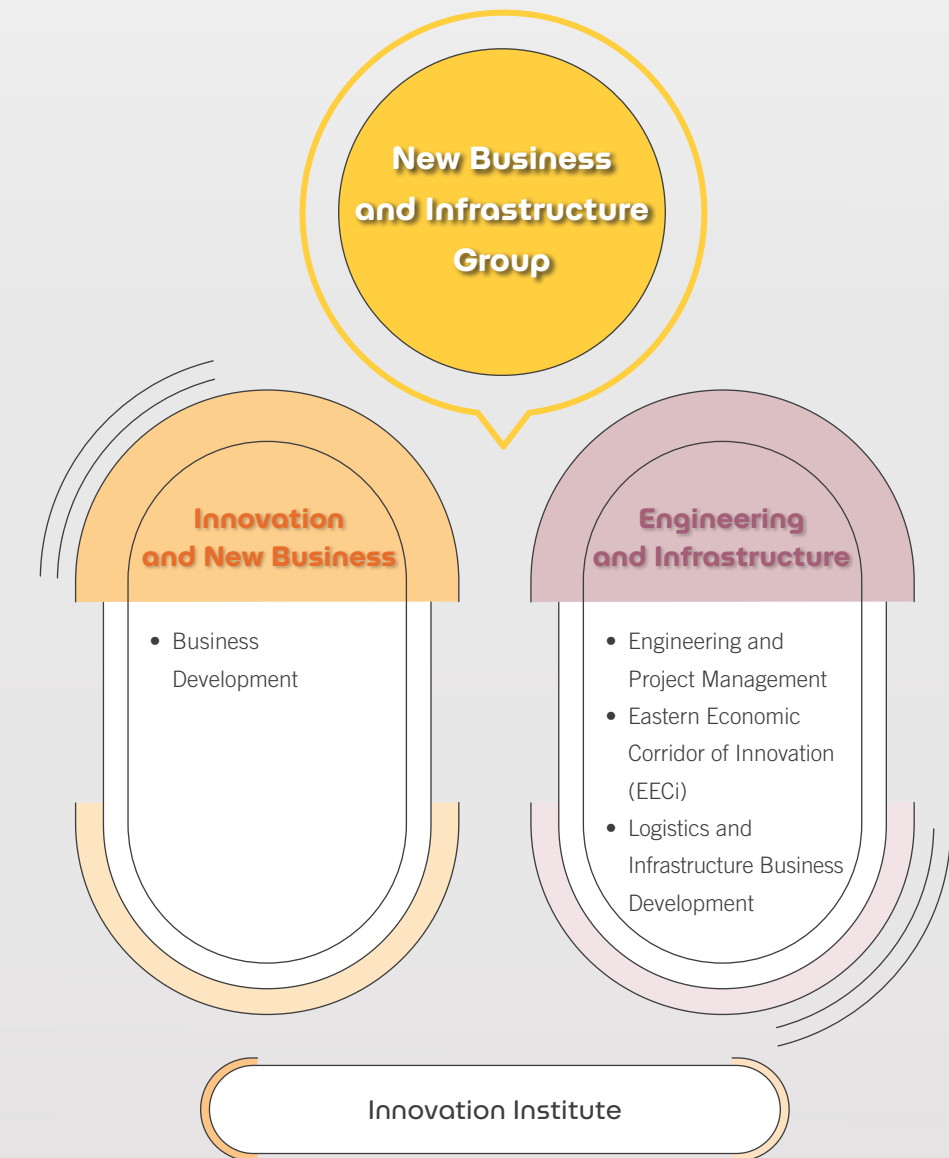 New Business
and Infrastructure
Group
Innovation
and New Business
• Business
Development
Engineering
and Infrastructure
• Engineering and
Project Management
• Eastern Economic
Corridor of Innovation
(EECi)
• Logistics and
Infrastructure Business
Development
Innovation Institute